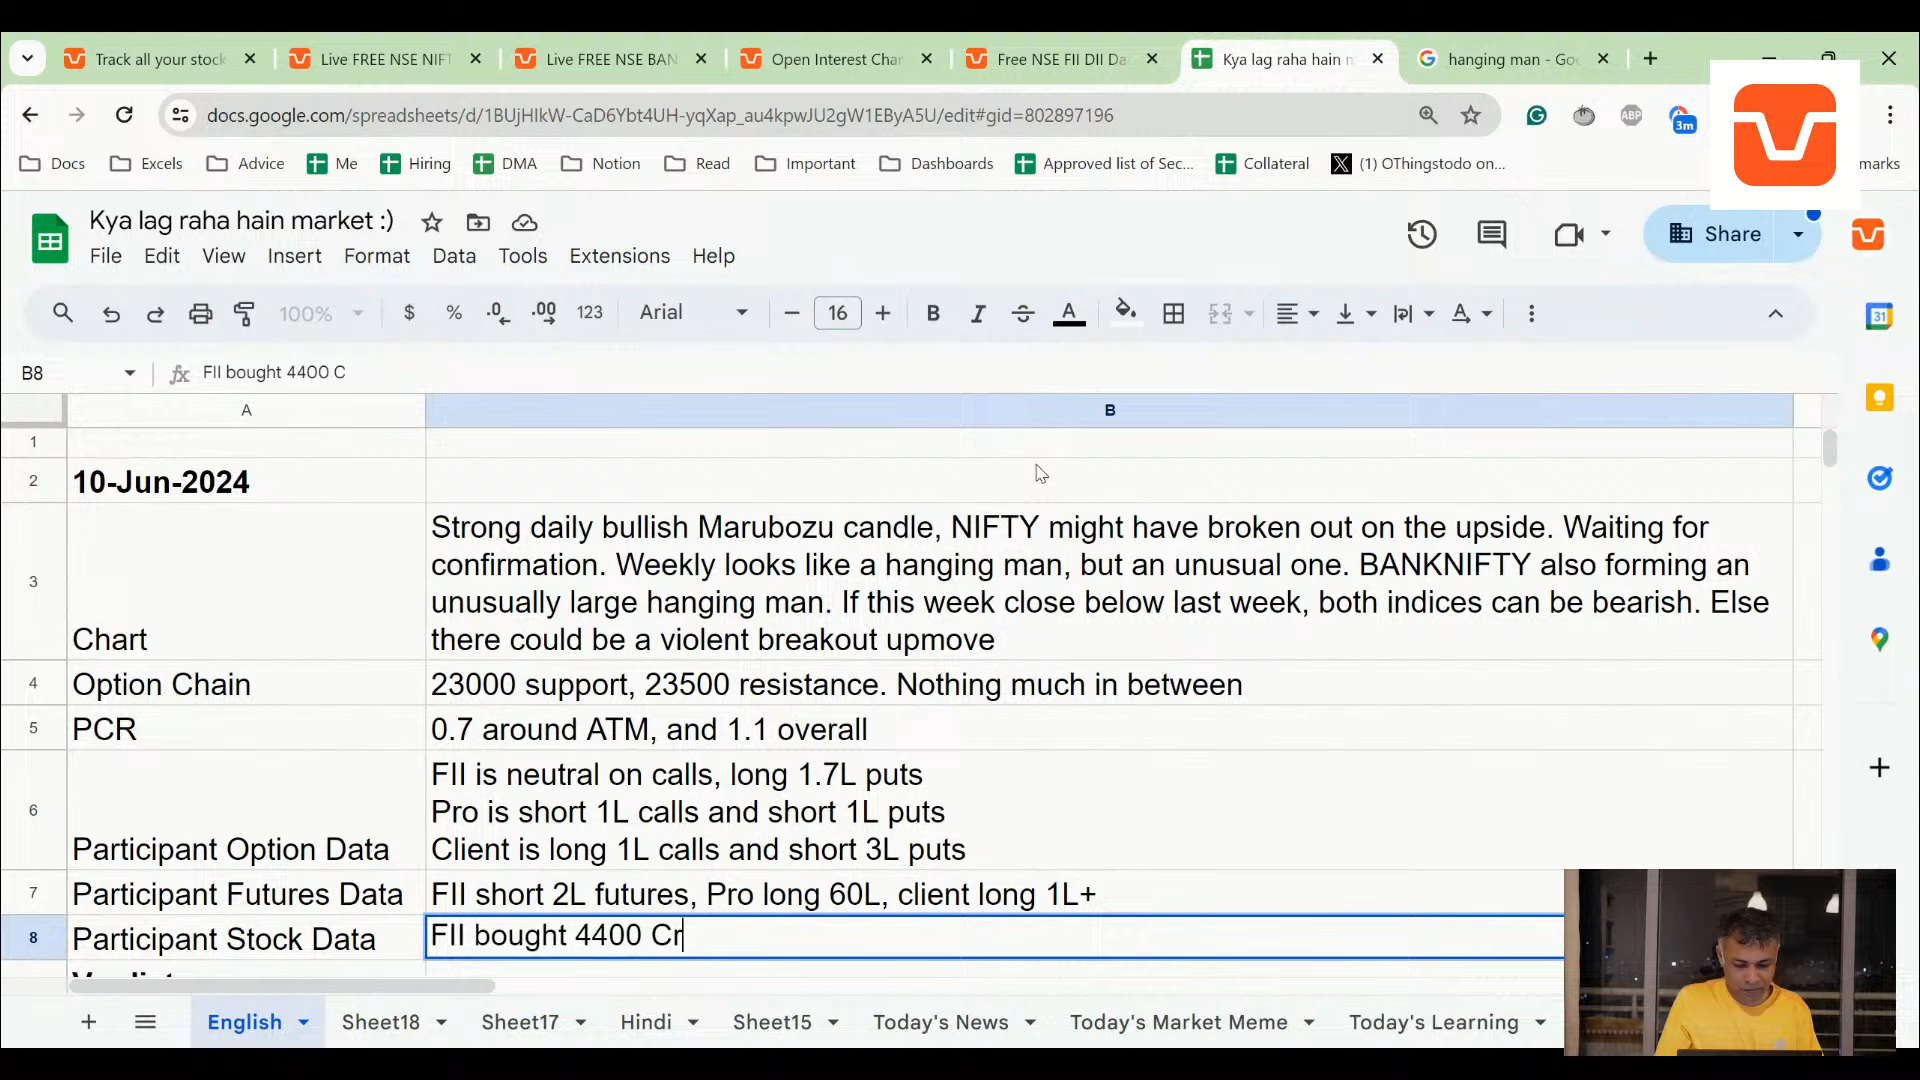 Track all your stock
Live FREE NSE NIFT
Live FREE NSE BAN
Open Interest Char
Free NSE FII DII Da
Kya lag raha hain m
hanging man - Goo
docs.google.com/spreadsheets/d/1BUjHIkW-CaD6Ybt4UH-yqXap_au4kpwJU2gW1EByA5U/edit#gid=802897196
ABP
3m
Docs
Excels
Advice
Me
Hiring
DMA
Notion
Read
Important
Dashboards
Approved list of Sec...
Collateral
(1) OThingstodo on...
marks
Kya lag raha hain market :)
File Edit View Insert Format Data Tools Extensions Help
Share
100% $ % .0 .00 123 Arial 16 B I A
31
B8
fx FII bought 4400 C
A B
1
2 10-Jun-2024
Strong daily bullish Marubozu candle, NIFTY might have broken out on the upside. Waiting for
confirmation. Weekly looks like a hanging man, but an unusual one. BANKNIFTY also forming an
unusually large hanging man. If this week close below last week, both indices can be bearish. Else
3 Chart there could be a violent breakout upmove
4 Option Chain 23000 support, 23500 resistance. Nothing much in between
5 PCR 0.7 around ATM, and 1.1 overall
FII is neutral on calls, long 1.7L puts
Pro is short 1L calls and short 1L puts
6 Participant Option Data Client is long 1L calls and short 3L puts
7 Participant Futures Data FII short 2L futures, Pro long 60L, client long 1L+
8 Participant Stock Data FII bought 4400 Cr
English
Sheet18
Sheet17
Hindi
Sheet15
Today's News
Today's Market Meme
Today's Learning